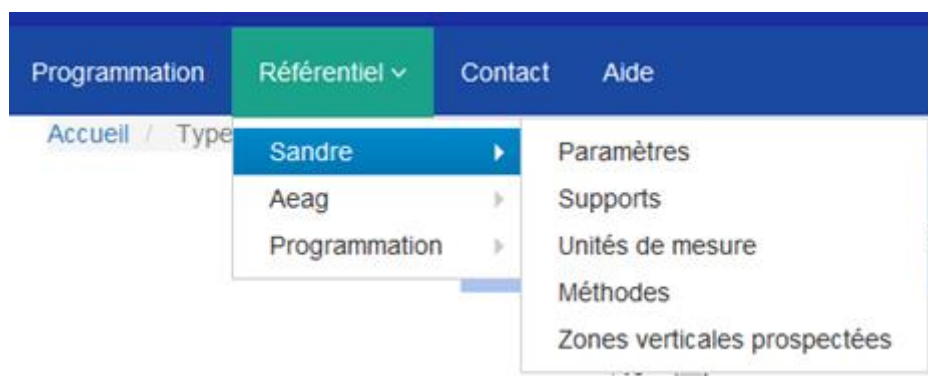 Programmation Référentiel Contact Aide
Accueil / Type
Sandre
Aeag
Programmation
Paramètres
Supports
Unités de mesure
Méthodes
Zones verticales prospectées